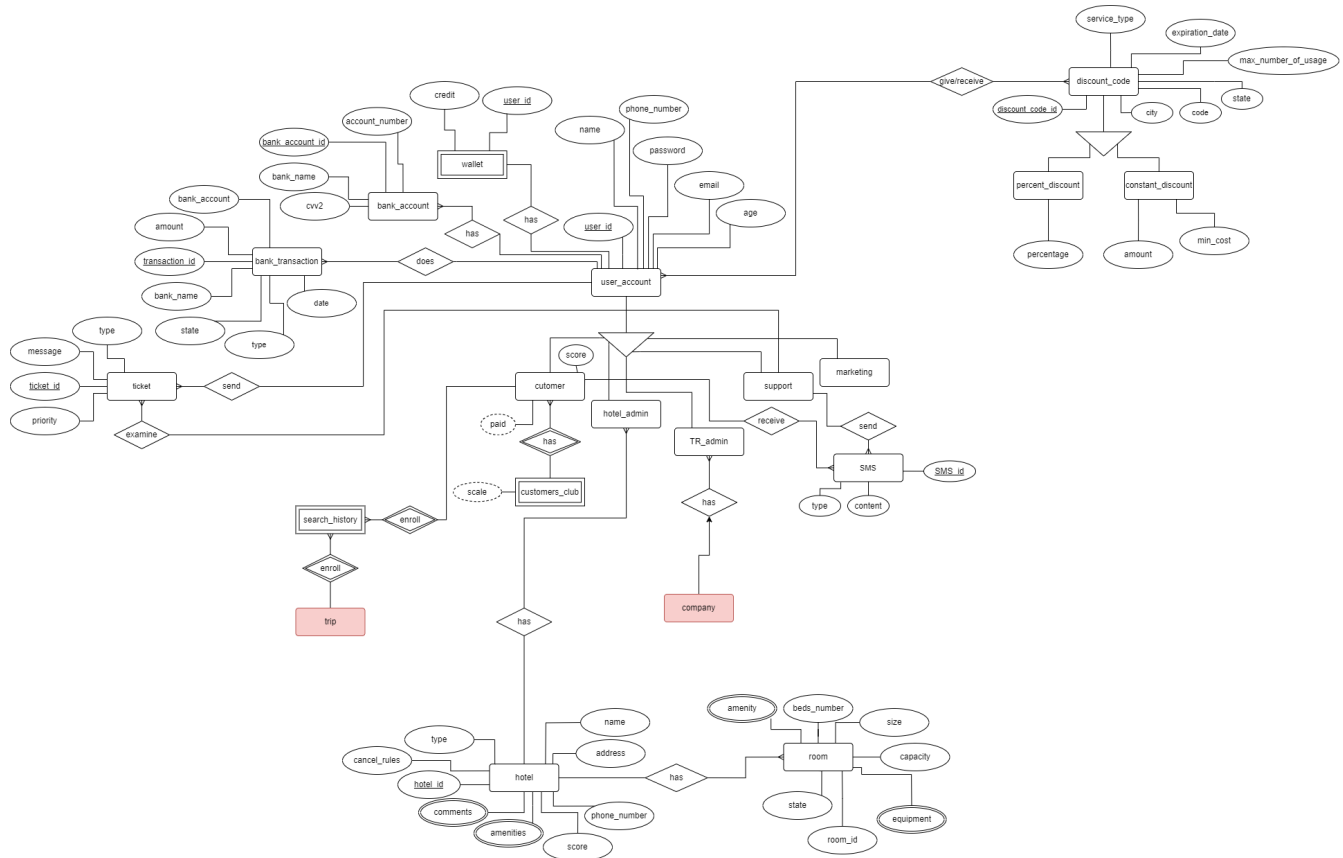 service_type
expiration_date
max_number_of_usage
give/receive
discount_code
discount_code_id
city
code
state
percent_discount
constant_discount
percentage
amount
min_cost
credit
user_id
account_number
bank_account_id
wallet
bank_name
cvv2
bank_account
has
has
phone_number
name
password
email
age
user_id
bank_account
amount
transaction_id
bank_transaction
does
bank_name
date
state
type
user_account
type
message
ticket_id
ticket
send
priority
examine
score
cutomer
paid
has
scale
customers_club
hotel_admin
TR_admin
has
support
marketing
receive
send
SMS
SMS_id
type
content
search_history
enroll
enroll
trip
has
company
name
type
address
cancel_rules
hotel_id
hotel
comments
amenities
phone_number
score
has
amenity
beds_number
size
room
capacity
state
equipment
room_id